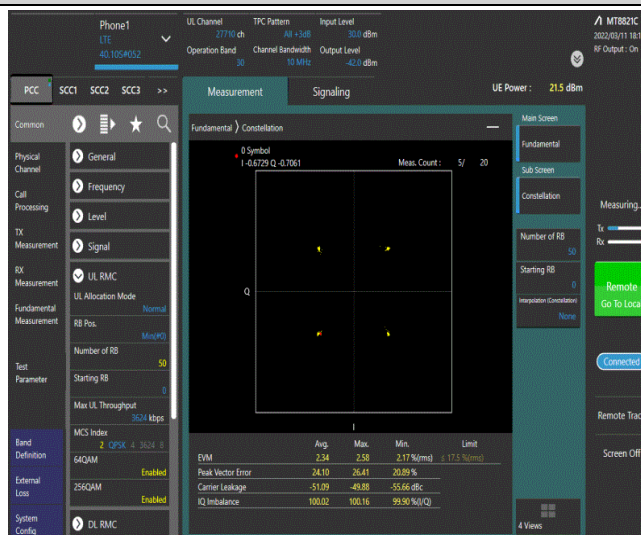 Phone1
LTE
40.10S#052
UL Channel TPC Pattern Input Level
27710 ch All +3dB 30.0 dBm
Operation Band Channel Bandwidth Output Level
30 10 MHz -42.0 dBm
MT8821C
2022/03/11 18:1
RF Output : On
PCC SCC1 SCC2 SCC3 >>
Measurement Signaling UE Power : 21.5 dBm
Common
Physical
Channel
Call
Processing
TX
Measurement
RX
Measurement
Fundamental
Measurement
Test
Parameter
Band
Definition
External
Loss
System
Config
General
Frequency
Level
Signal
UL RMC
UL Allocation Mode
Normal
RB Pos.
Min(#0)
Number of RB
50
Starting RB
0
Max UL Throughput
3624 kbps
MCS Index
2 QPSK 4 3624 8
64QAM
Enabled
256QAM
Enabled
DL RMC
Fundamental > Constellation
0 Symbol
I -0.6729 Q -0.7061 Meas. Count : 5/ 20
Q
I
Avg. Max. Min. Limit
EVM 2.34 2.58 2.17 %(rms) ≤ 17.5 %(rms)
Peak Vector Error 24.10 26.41 20.89 %
Carrier Leakage -51.09 -49.88 -55.66 dBc
IQ Imbalance 100.02 100.16 99.90 %(I/Q)
Main Screen
Fundamental
Sub Screen
Constellation
Number of RB
50
Starting RB
0
Interpolation (Constellation)
None
4 Views
Measuring..
Tx
Rx
Remote
Go To Loca
Connected
Remote Trac
Screen Off